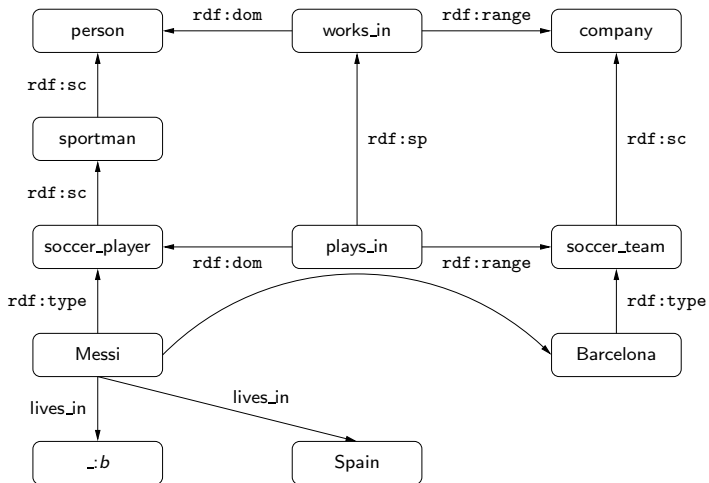 person
rdf:dom
works_in
rdf:range
company
rdf:sc
sportman
rdf:sp
rdf:sc
rdf:sc
soccer_player
rdf:dom
plays_in
rdf:range
soccer_team
rdf:type
rdf:type
Messi
Barcelona
lives_in
lives_in
_:b
Spain